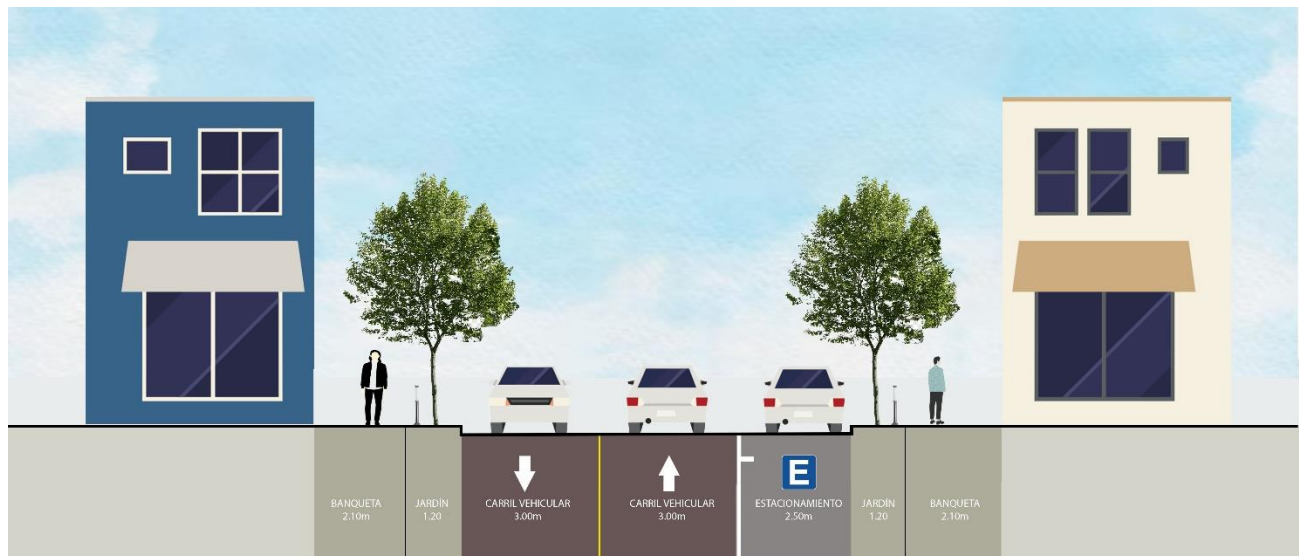 E
BANQUETA
2.10m
JARDÍN
1.20
CARRIL VEHICULAR
3.00m
CARRIL VEHICULAR
3.00m
ESTACIONAMIENTO
2.50m
JARDÍN
1.20
BANQUETA
2.10m